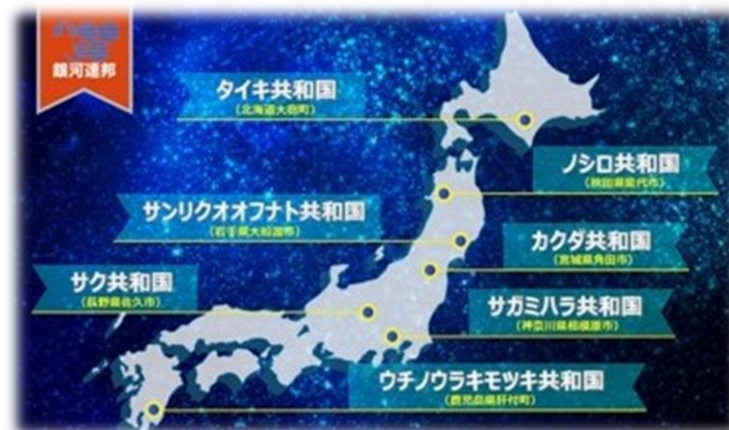 銀河連邦
タイキ共和国
(北海道大樹町)
ノシロ共和国
(秋田県能代市)
サンリクオオフナト共和国
(岩手県大船渡市)
カクダ共和国
(宮城県角田市)
サク共和国
(長野県佐久市)
サガミハラ共和国
(神奈川県相模原市)
ウチノウラキモツキ共和国
(鹿児島県肝付町)